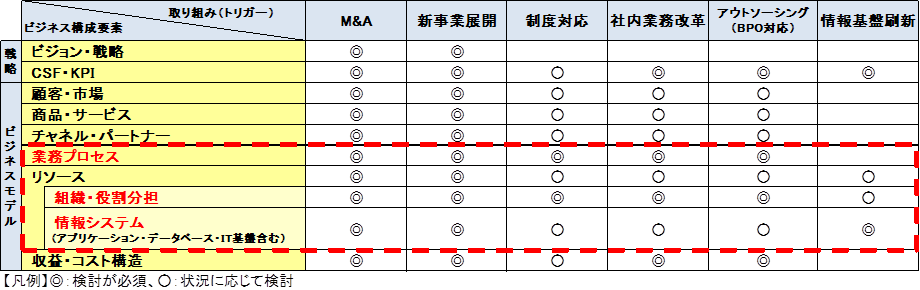 取り組み(トリガー)
ビジネス構成要素
M&A 新事業展開 制度対応 社内業務改革 アウトソーシング (BPO対応) 情報基盤刷新
戦略
ビジョン・戦略 ◎ ◎
CSF・KPI ◎ ◎ ○ ◎ ◎ ◎
ビジネスモデル
顧客・市場 ◎ ◎ ○ ○ ○
商品・サービス ◎ ◎ ○ ○ ○
チャネル・パートナー ◎ ◎ ○ ○ ○
業務プロセス ◎ ◎ ◎ ◎ ◎
リソース ◎ ◎ ○ ○ ○ ○
組織・役割分担 ◎ ◎ ◎ ◎ ◎ ○
情報システム ◎ ◎ ○ ○ ○ ◎
(アプリケーション・データベース・IT基盤含む)
収益・コスト構造 ◎ ◎ ○ ◎ ◎
【凡例】◎:検討が必須、○:状況に応じて検討